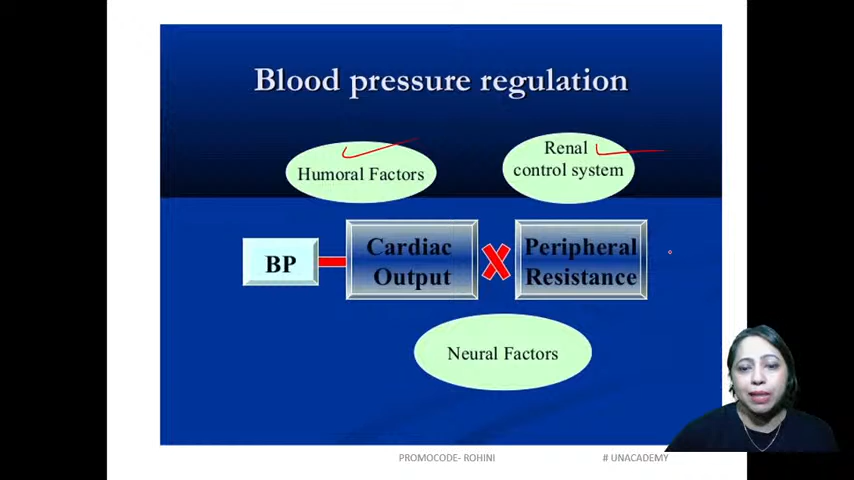 Blood pressure regulation
Humoral Factors
Renal
control system
BP
Cardiac
Output
X
Peripheral
Resistance
Neural Factors
PROMOCODE- ROHINI
# UNACADEMY